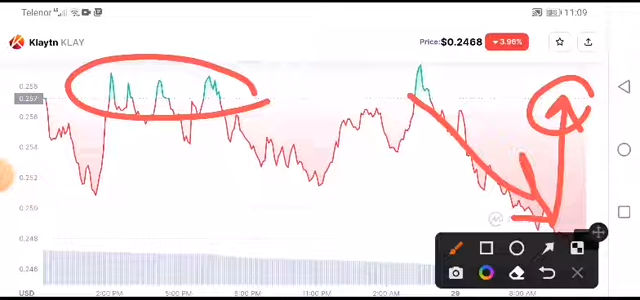 Telenor 11:09
Klaytn KLAY Price:$0.2468 ▼3.96%
0.258
0.257
0.256
0.254
0.252
0.250
0.248
0.246
USD 2:00 PM 5:00 PM 8:00 PM 11:00 PM 2:00 AM 29 8:00 AM